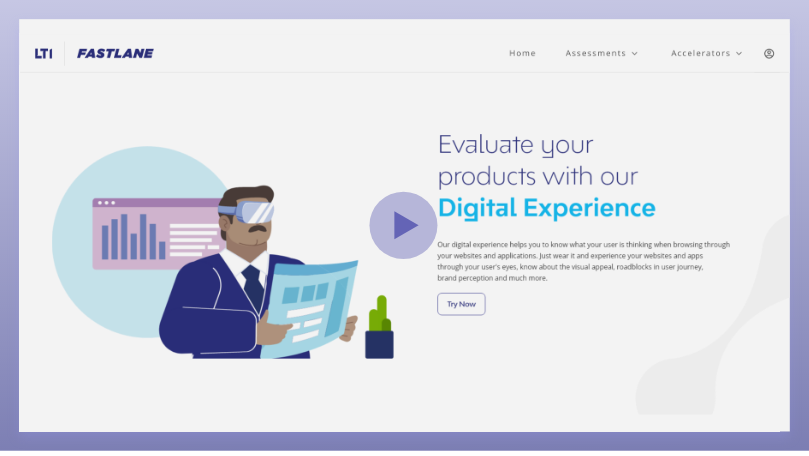 LTI FASTLANE
Home Assessments Accelerators
Evaluate your
products with our
Digital Experience
Our digital experience helps you to know what your user is thinking when browsing through
your websites and applications. Just wear it and experience your websites and apps
through your user's eyes, know about the visual appeal, roadblocks in user journey,
brand perception and much more.
Try Now